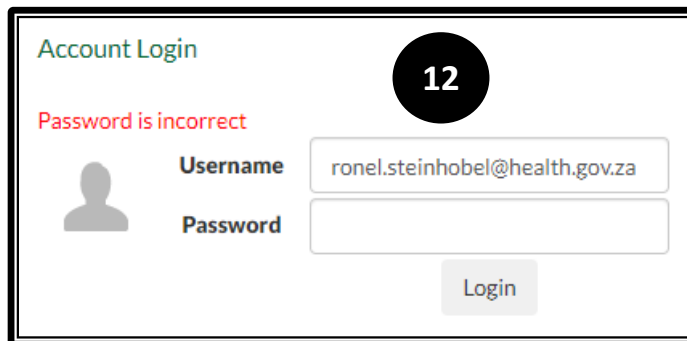 Account Login
12
Password is incorrect
Username ronel.steinhobel@health.gov.za
Password
Login